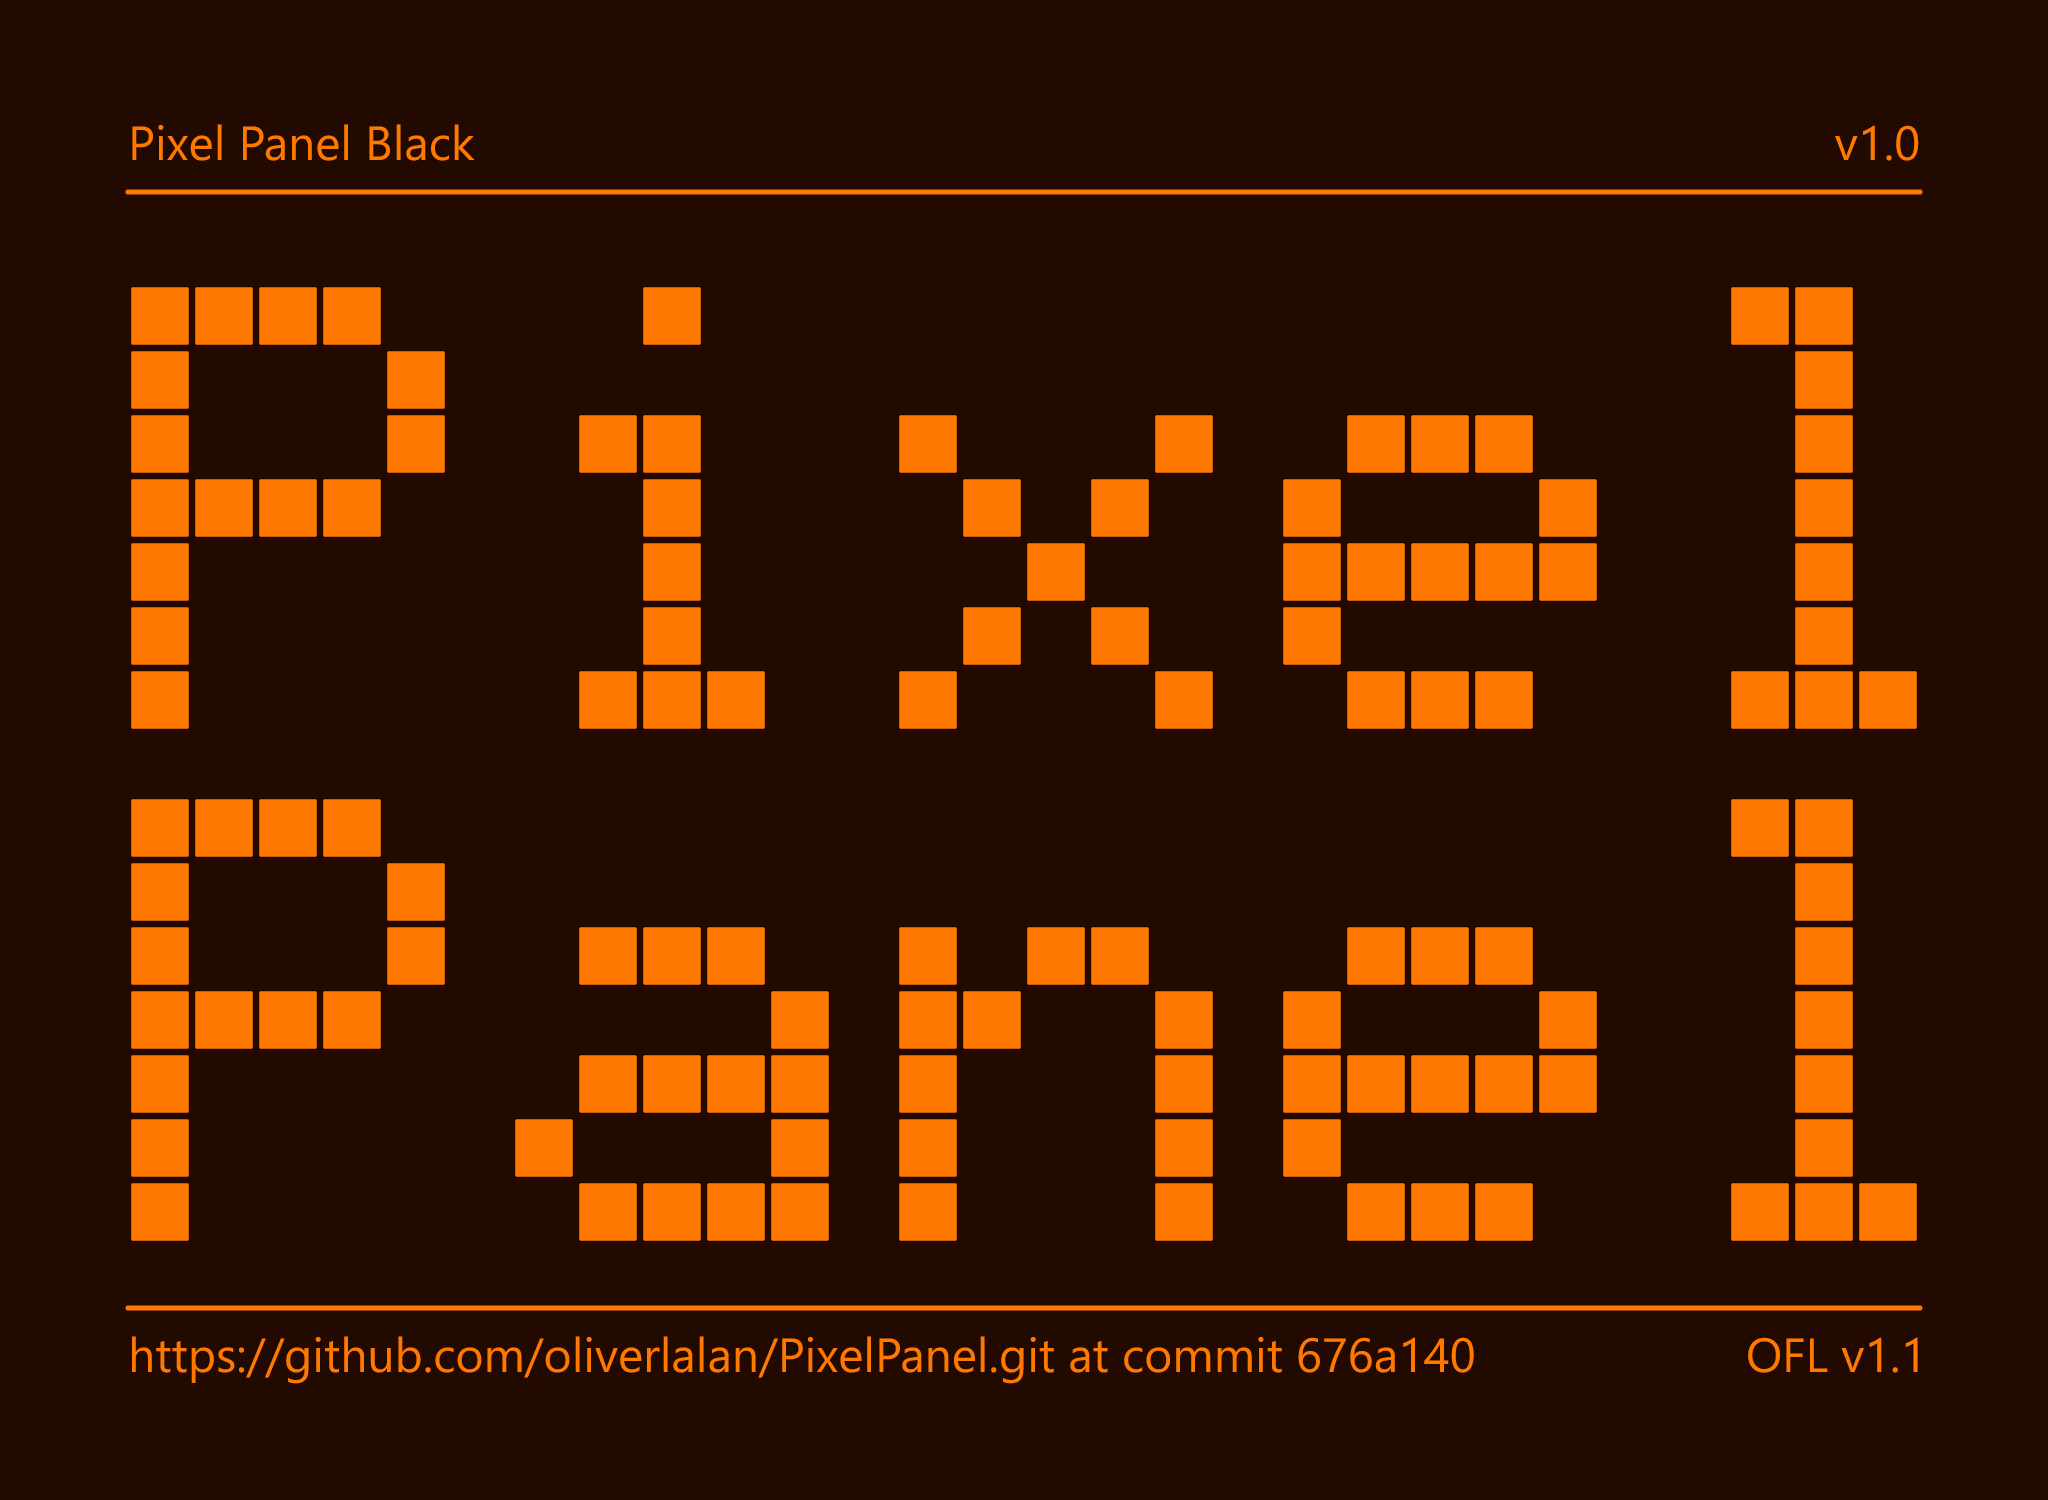 Pixel Panel Black v1.0
Pixel
Panel
https://github.com/oliverlalan/PixelPanel.git at commit 676a140 OFL v1.1